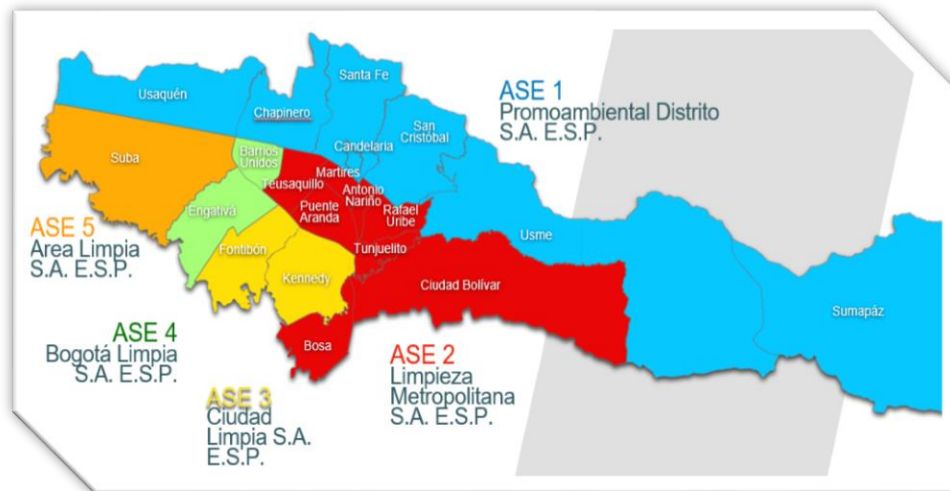 Usaquén
Chapinero
Santa Fe
San
Cristóbal
Candelaria
ASE 1
Promoambiental Distrito
S.A. E.S.P.
Suba
Barrios
Unidos
Teusaquillo
Martires
Antonio
Nariño
Puente
Aranda
Rafael
Uribe
Engativá
Fontibón
Kennedy
Tunjuelito
Usme
Ciudad Bolívar
Sumapáz
Bosa
ASE 5
Area Limpia
S.A. E.S.P.
ASE 4
Bogotá Limpia
S.A. E.S.P.
ASE 3
Ciudad
Limpia S.A.
E.S.P.
ASE 2
Limpieza
Metropolitana
S.A. E.S.P.